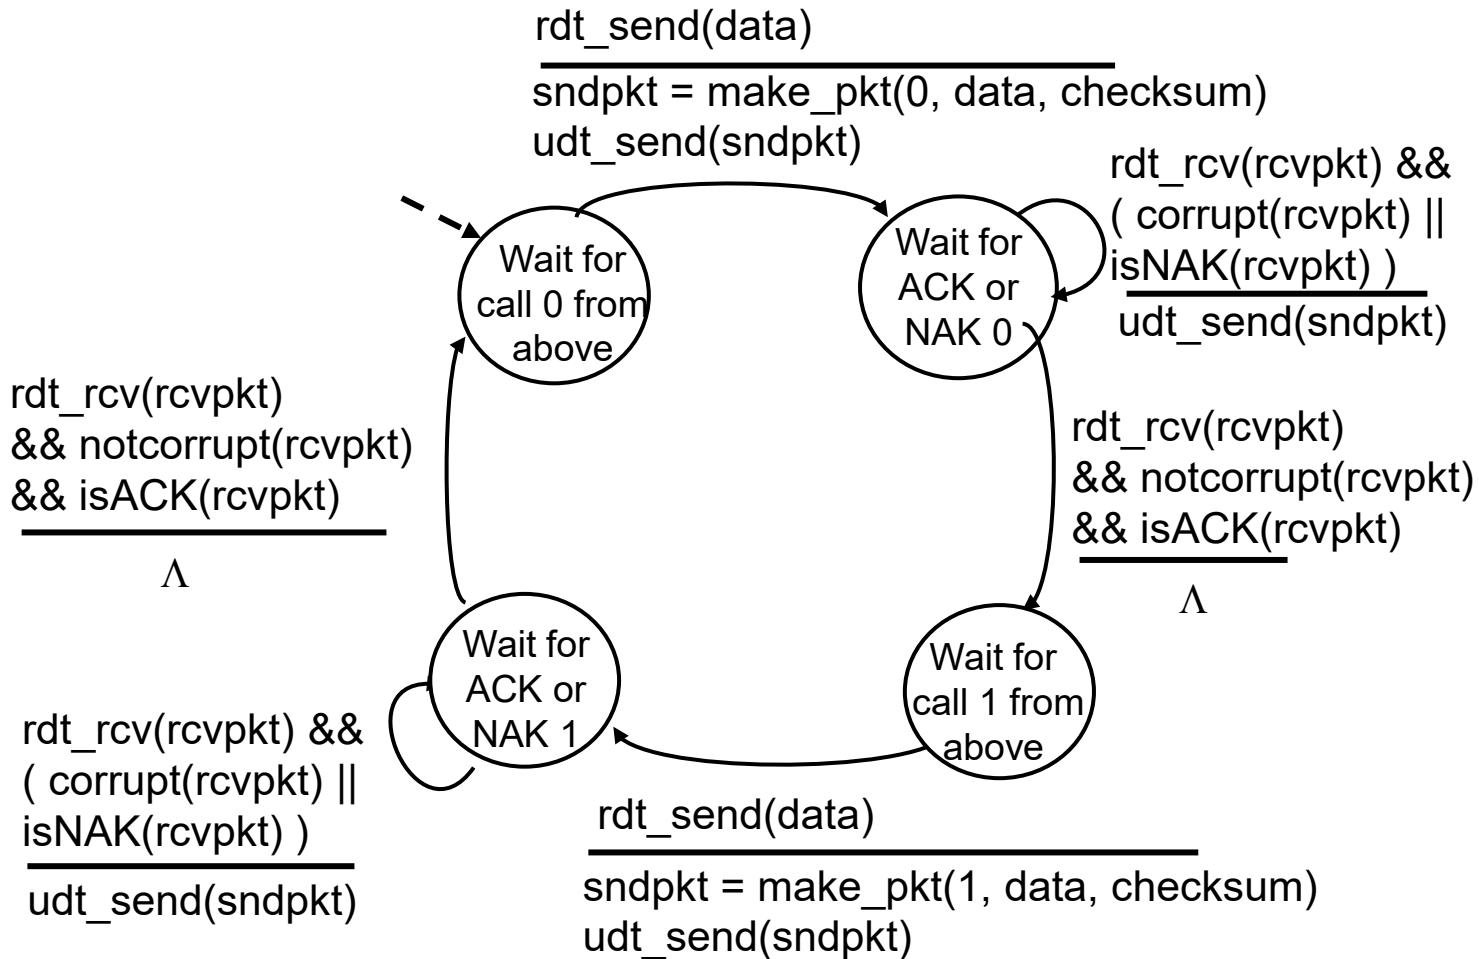 rdt_send(data)
sndpkt = make_pkt(0, data, checksum)
udt_send(sndpkt)
rdt_rcv(rcvpkt) &&
( corrupt(rcvpkt) ||
isNAK(rcvpkt) )
udt_send(sndpkt)
Wait for
call 0 from
above
Wait for
ACK or
NAK 0
rdt_rcv(rcvpkt)
&& notcorrupt(rcvpkt)
&& isACK(rcvpkt)
Λ
rdt_rcv(rcvpkt)
&& notcorrupt(rcvpkt)
&& isACK(rcvpkt)
Λ
Wait for
ACK or
NAK 1
Wait for
call 1 from
above
rdt_rcv(rcvpkt) &&
( corrupt(rcvpkt) ||
isNAK(rcvpkt) )
udt_send(sndpkt)
rdt_send(data)
sndpkt = make_pkt(1, data, checksum)
udt_send(sndpkt)